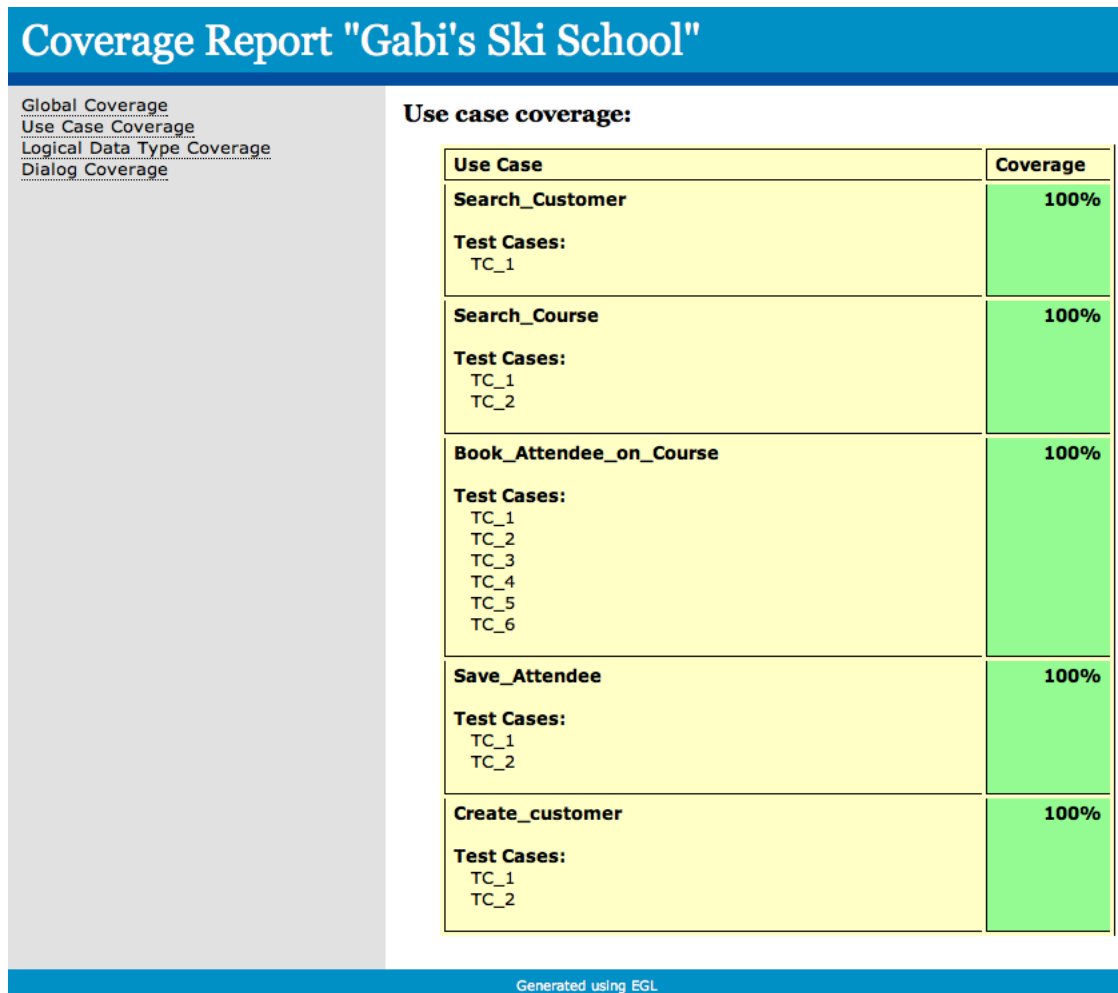 Coverage Report "Gabi's Ski School"
Global Coverage
Use Case Coverage
Logical Data Type Coverage
Dialog Coverage
Use case coverage:
Use Case Coverage
Search_Customer 100%
Test Cases:
TC_1
Search_Course 100%
Test Cases:
TC_1
TC_2
Book_Attendee_on_Course 100%
Test Cases:
TC_1
TC_2
TC_3
TC_4
TC_5
TC_6
Save_Attendee 100%
Test Cases:
TC_1
TC_2
Create_customer 100%
Test Cases:
TC_1
TC_2
Generated using EGL